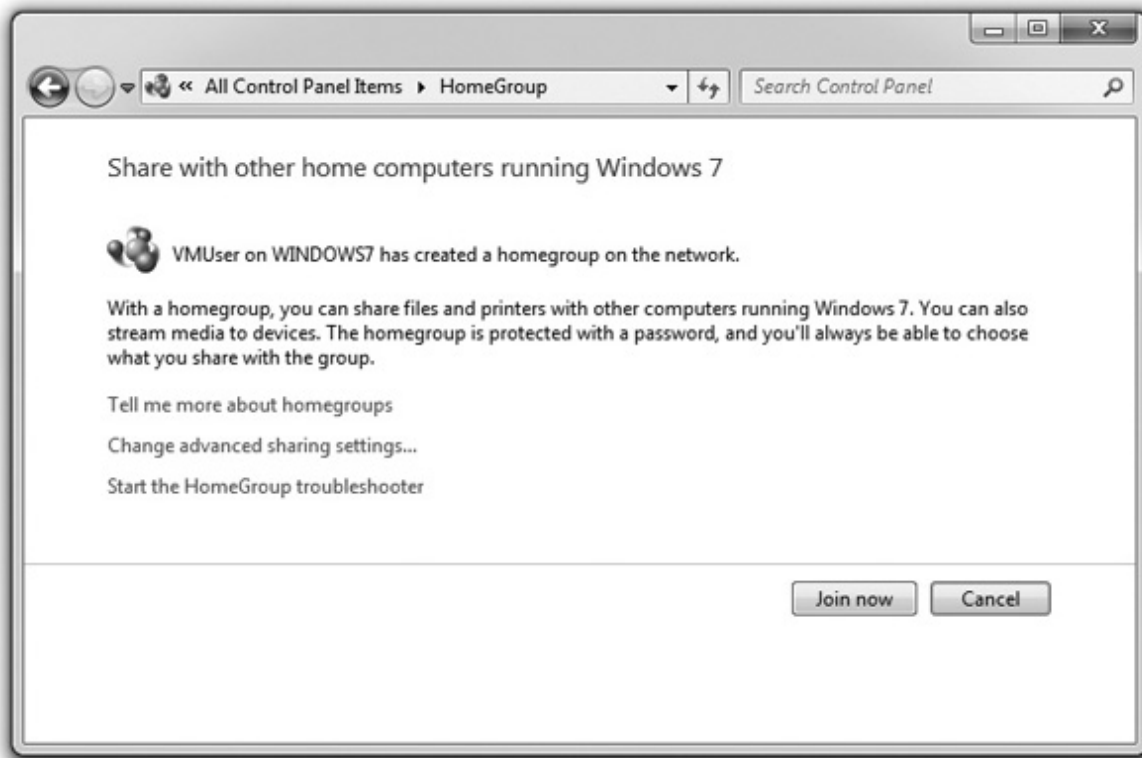 « All Control Panel Items ▸ HomeGroup
Search Control Panel
Share with other home computers running Windows 7
VMUser on WINDOWS7 has created a homegroup on the network.
With a homegroup, you can share files and printers with other computers running Windows 7. You can also
stream media to devices. The homegroup is protected with a password, and you'll always be able to choose
what you share with the group.
Tell me more about homegroups
Change advanced sharing settings...
Start the HomeGroup troubleshooter
Join now
Cancel